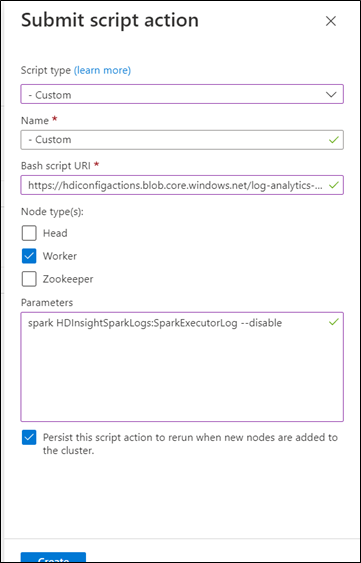 Submit script action
Script type (learn more)
- Custom
Name *
- Custom
Bash script URI *
https://hdiconfigactions.blob.core.windows.net/log-analytics-...
Node type(s):
Head
Worker
Zookeeper
Parameters
spark HDInsightSparkLogs:SparkExecutorLog --disable
Persist this script action to rerun when new nodes are added to
the cluster.
Create